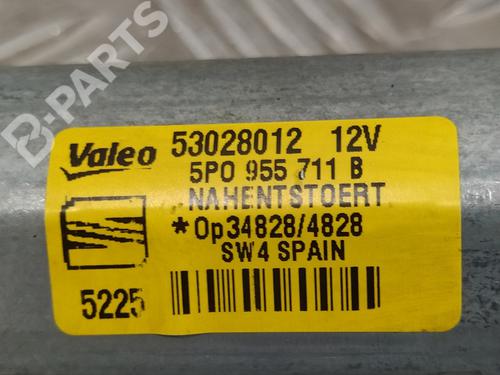 B-PARTS
Valeo 53028012 12V
5P0 955 711 B
NAHENTSTOERT
*Op34828/4828
SW4 SPAIN
5225